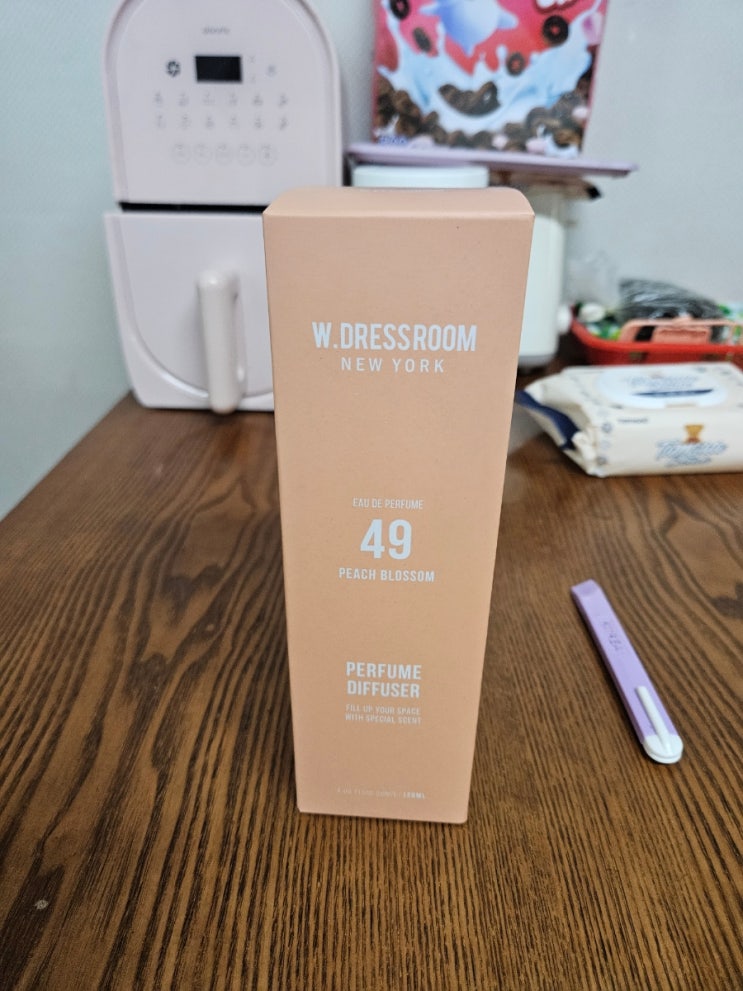 W.DRESSROOM
NEW YORK
EAU DE PERFUME
49
PEACH BLOSSOM
PERFUME
DIFFUSER
FILL UP YOUR SPACE
WITH SPECIAL SCENT